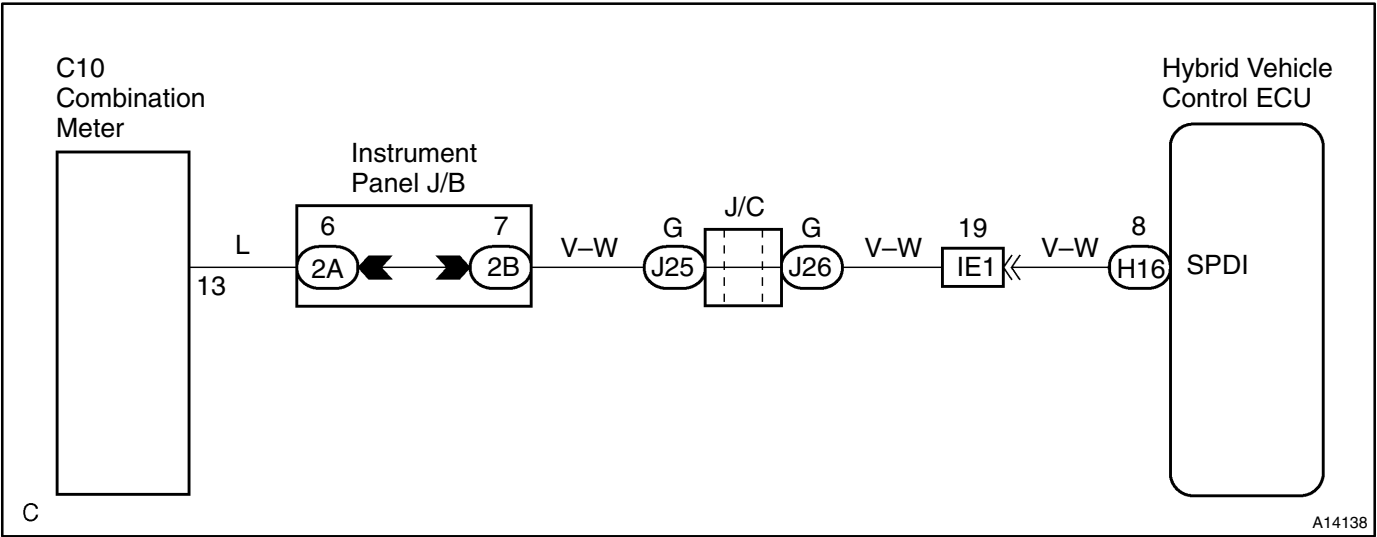 C10
Combination
Meter
Hybrid Vehicle
Control ECU
Instrument
Panel J/B
J/C
6
7
G
G
19
8
L
V–W
V–W
V–W
2A
2B
J25
J26
IE1
H16
SPDI
13
C
A14138